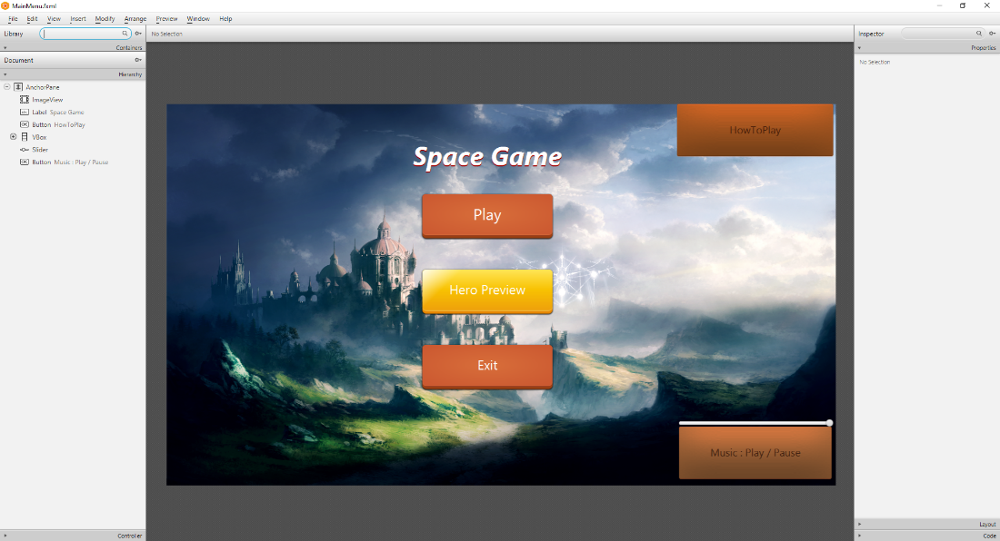 MainMenu.fxml
File Edit View Insert Modify Arrange Preview Window Help
Library
No Selection
Inspector
Containers
Properties
Document
No Selection
Hierarchy
AnchorPane
ImageView
Label Space Game
Button HowToPlay
VBox
Slider
Button Music : Play / Pause
HowToPlay
Space Game
Play
Hero Preview
Exit
Music : Play / Pause
Layout
Controller
Code